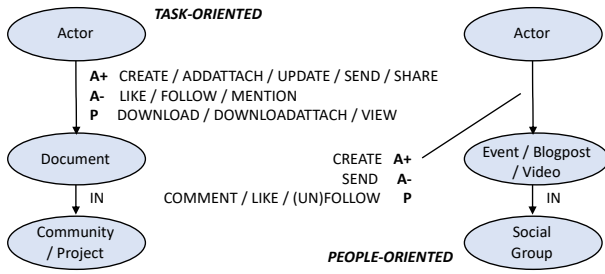 TASK-ORIENTED
Actor
Actor
A+ CREATE / ADDATTACH / UPDATE / SEND / SHARE
A- LIKE / FOLLOW / MENTION
P DOWNLOAD / DOWNLOADATTACH / VIEW
Document
CREATE A+
SEND A-
COMMENT / LIKE / (UN)FOLLOW P
Event / Blogpost
/ Video
IN
IN
Community
/ Project
Social
Group
PEOPLE-ORIENTED